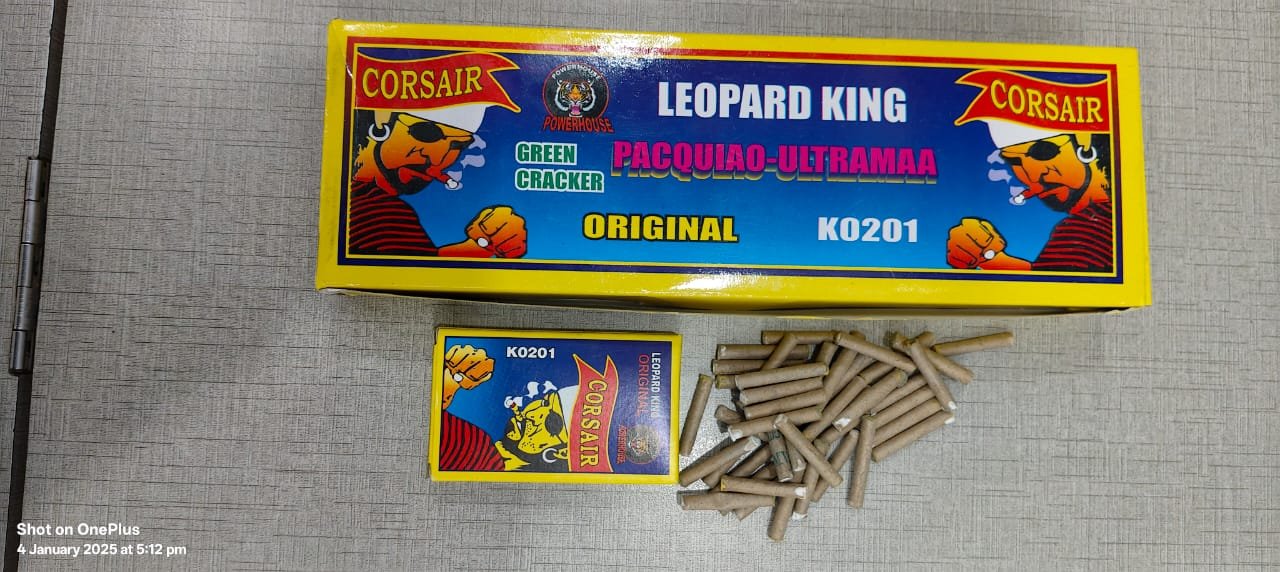 CORSAIR
POWERHOUSE
POWERHOUSE
LEOPARD KING
CORSAIR
GREEN
CRACKER
PACQUIAO-ULTRAMAA
ORIGINAL
K0201
K0201
CORSAIR
LEOPARD KING
ORIGINAL
Shot on OnePlus
4 January 2025 at 5:12 pm